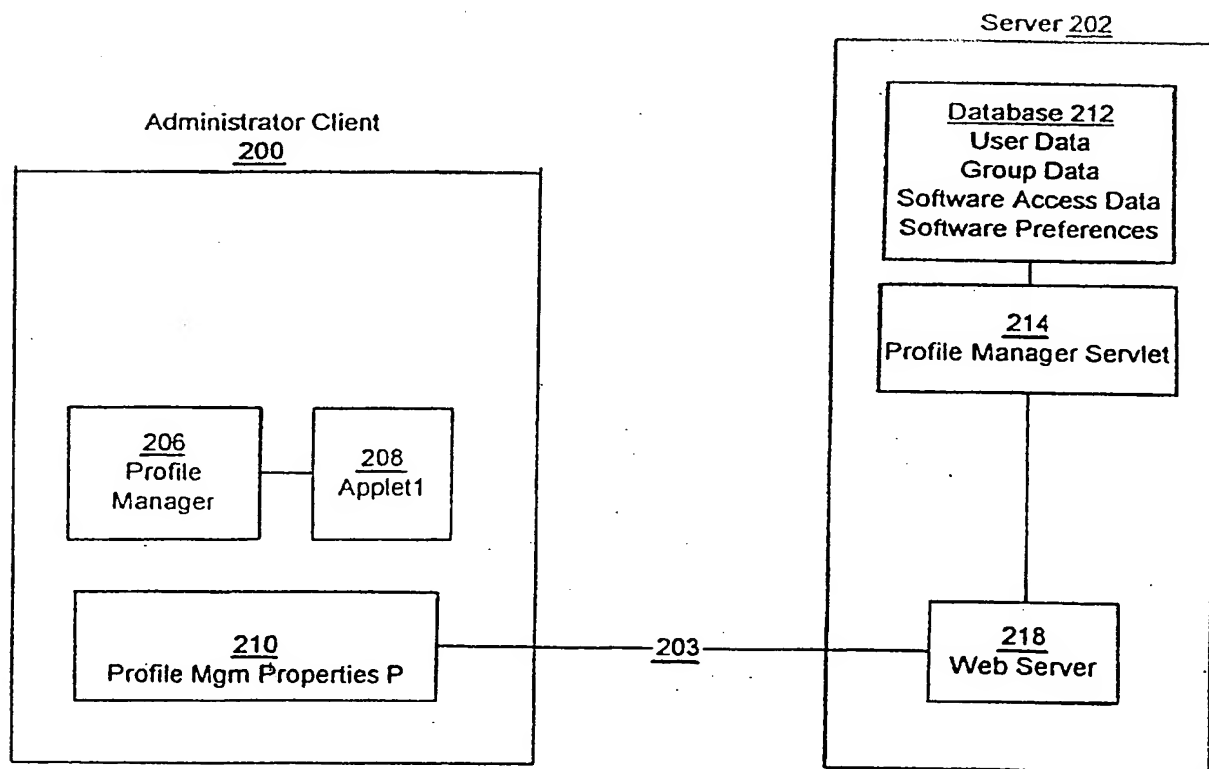 Server 202
Database 212
User Data
Group Data
Software Access Data
Software Preferences
214
Profile Manager Servlet
Administrator Client
200
206
Profile
Manager
208
Applet1
210
Profile Mgm Properties P
203
218
Web Server